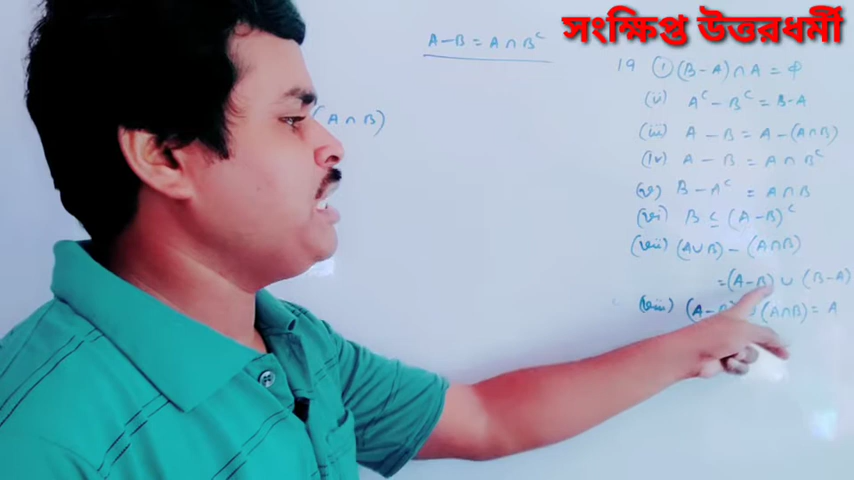 সংক্ষিপ্ত উত্তরধর্মী
A-B = A∩B^C
19 (i) (B-A)∩A = ϕ
(ii) A^C - B^C = B-A
(A∩B)
(iii) A-B = A-(A∩B)
(iv) A-B = A∩B^C
(v) B-A^C = A∩B
(vi) B ⊆ (A-B)^C
(vii) (A∪B) - (A∩B)
= (A-B) ∪ (B-A)
(viii) (A-B) ∪ (A∩B) = A